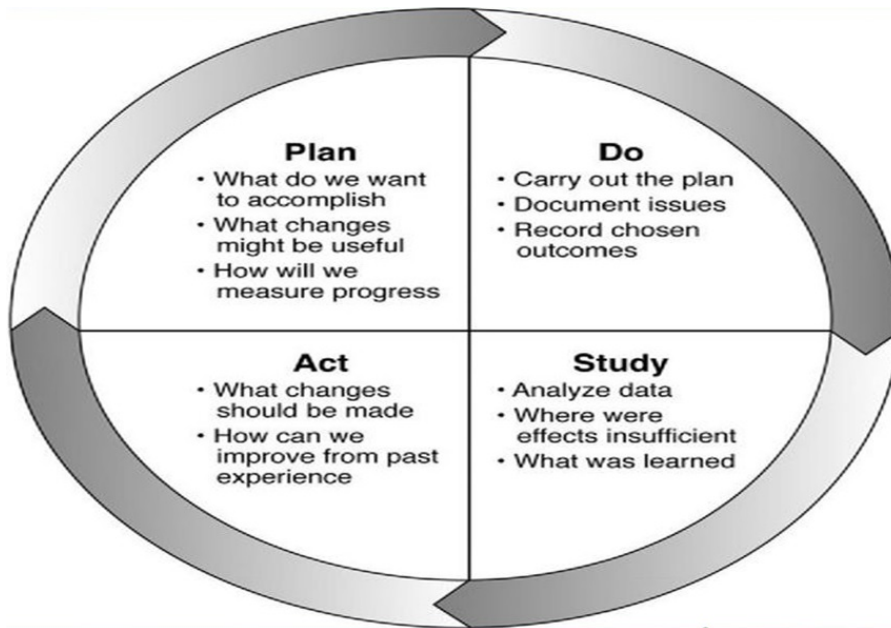 Plan
• What do we want
to accomplish
• What changes
might be useful
• How will we
measure progress
Do
• Carry out the plan
• Document issues
• Record chosen
outcomes
Act
• What changes
should be made
• How can we
improve from past
experience
Study
• Analyze data
• Where were
effects insufficient
• What was learned